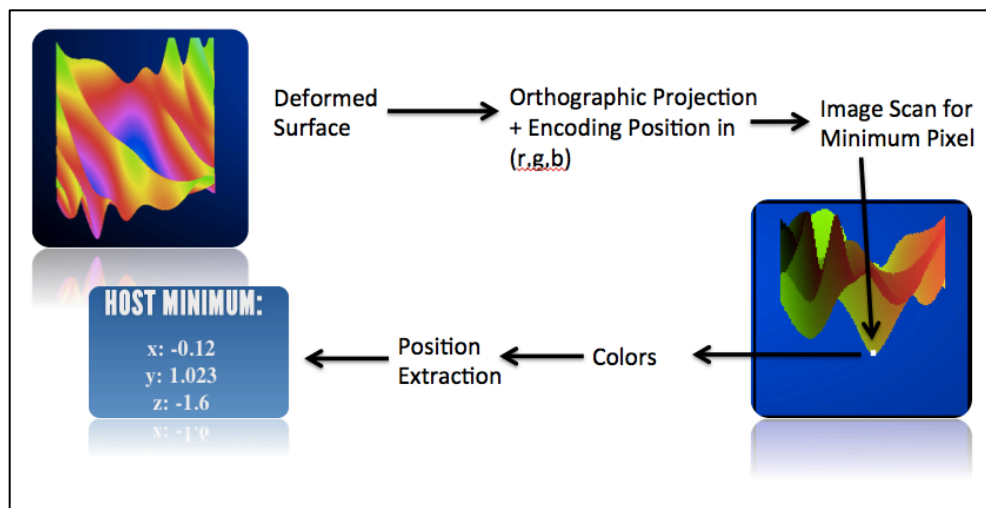 Deformed
Surface
Orthographic Projection
+ Encoding Position in
(r,g,b)
Image Scan for
Minimum Pixel
HOST MINIMUM:
x: -0.12
y: 1.023
z: -1.6
Position
Extraction
Colors